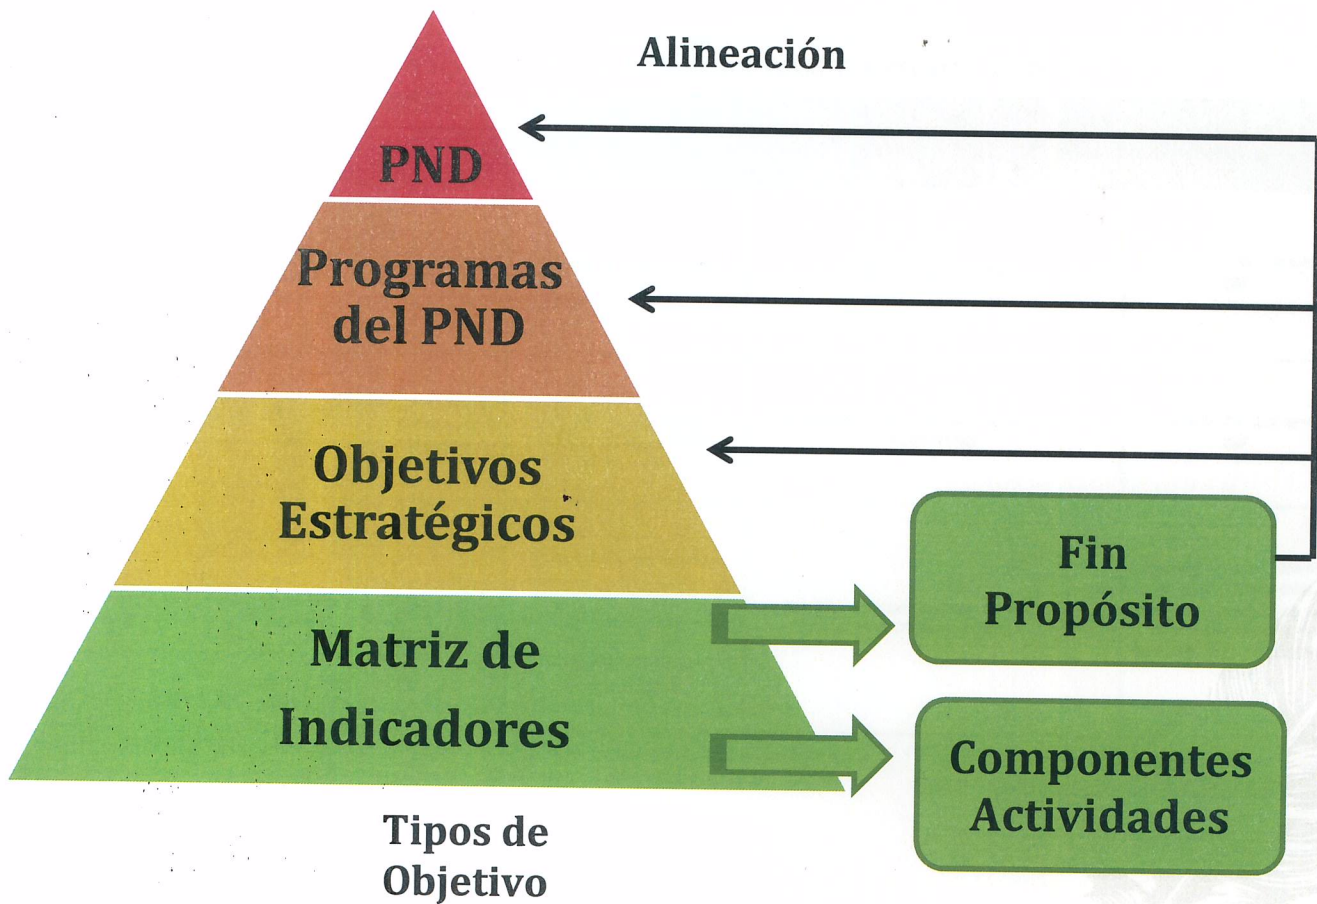 Alineación
PND
Programas
del PND
Objetivos
Estratégicos
Fin
Propósito
Matriz de
Indicadores
Componentes
Actividades
Tipos de
Objetivo